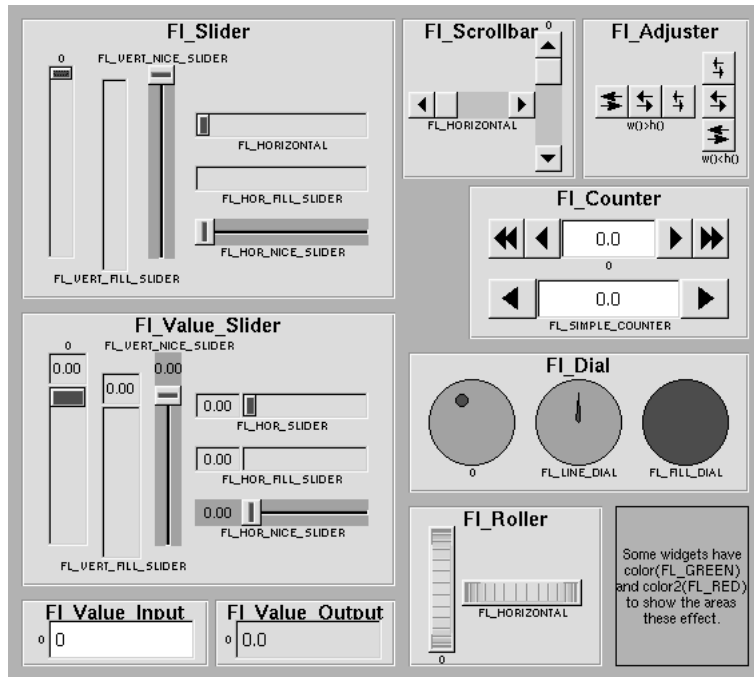 Fl_Slider
0
FL_VERT_NICE_SLIDER
FL_HORIZONTAL
FL_HOR_FILL_SLIDER
FL_HOR_NICE_SLIDER
FL_VERT_FILL_SLIDER
Fl_Scrollbar
0
FL_HORIZONTAL
Fl_Adjuster
w()>h()
w()<h()
Fl_Counter
0.0
0
0.0
FL_SIMPLE_COUNTER
Fl_Value_Slider
0
FL_VERT_NICE_SLIDER
0.00
0.00
0.00
0.00
FL_HOR_SLIDER
0.00
FL_HOR_FILL_SLIDER
0.00
FL_HOR_NICE_SLIDER
FL_VERT_FILL_SLIDER
Fl_Dial
0
FL_LINE_DIAL
FL_FILL_DIAL
Fl_Roller
FL_HORIZONTAL
0
Some widgets have
color(FL_GREEN)
and color2(FL_RED)
to show the areas
these effect.
Fl_Value_Input
0
0
Fl_Value_Output
0
0.0